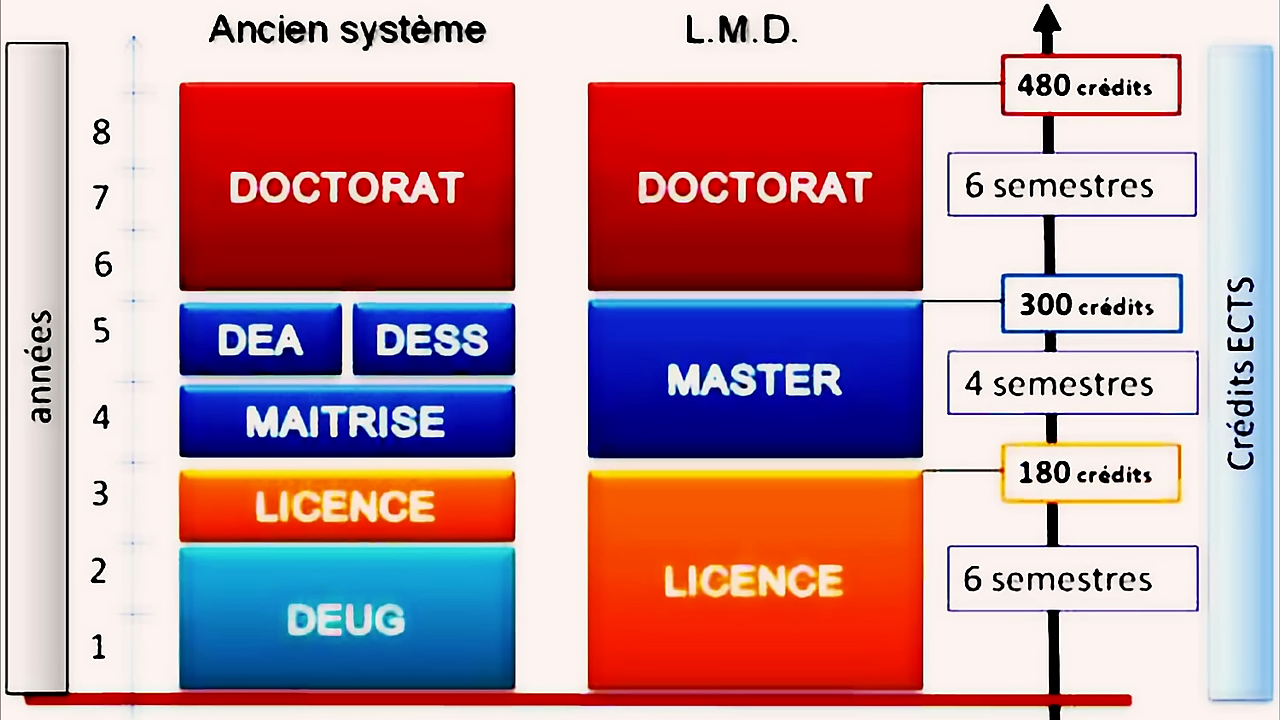 Ancien système
L.M.D.
480 crédits
8
DOCTORAT
DOCTORAT
6 semestres
7
6
300 crédits
5
DEA
DESS
MASTER
4 semestres
années
Crédits ECTS
4
MAITRISE
180 crédits
3
LICENCE
2
LICENCE
6 semestres
DEUG
1